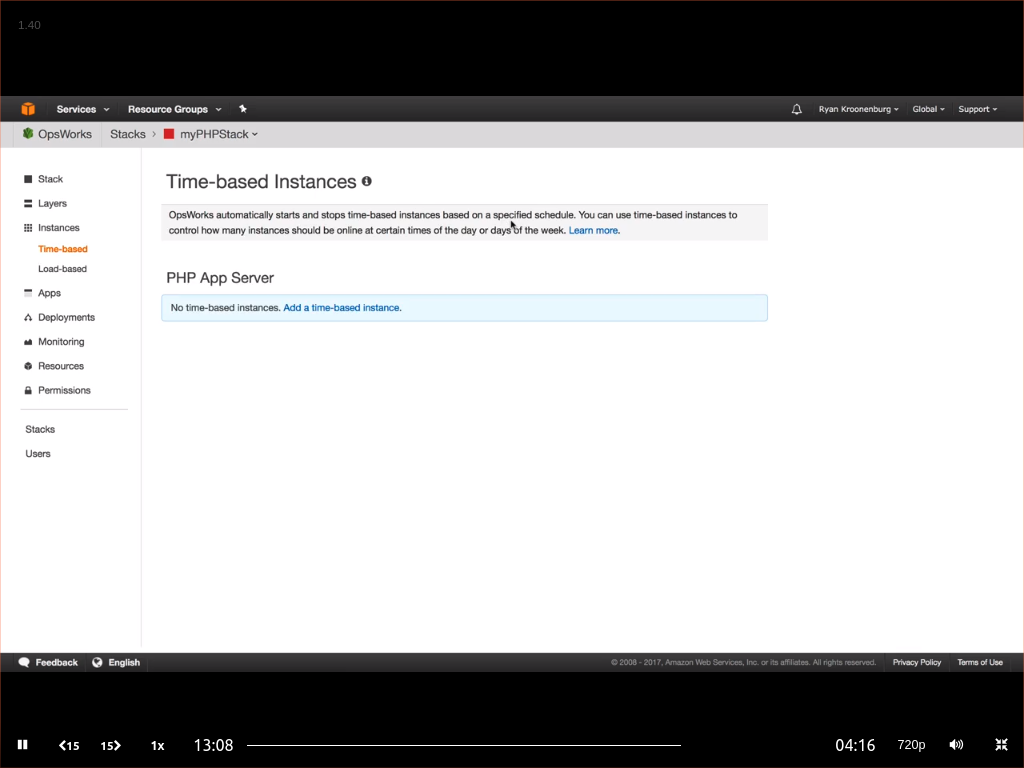 1.40
Services
Resource Groups
Ryan Kroonenburg
Global
Support
OpsWorks
Stacks
myPHPStack
Stack
Layers
Instances
Time-based
Load-based
Apps
Deployments
Monitoring
Resources
Permissions
Stacks
Users
Time-based Instances
OpsWorks automatically starts and stops time-based instances based on a specified schedule. You can use time-based instances to
control how many instances should be online at certain times of the day or days of the week. Learn more.
PHP App Server
No time-based instances. Add a time-based instance.
Feedback
English
© 2008 - 2017, Amazon Web Services, Inc. or its affiliates. All rights reserved.
Privacy Policy
Terms of Use
15
15
1x
13:08
04:16
720p